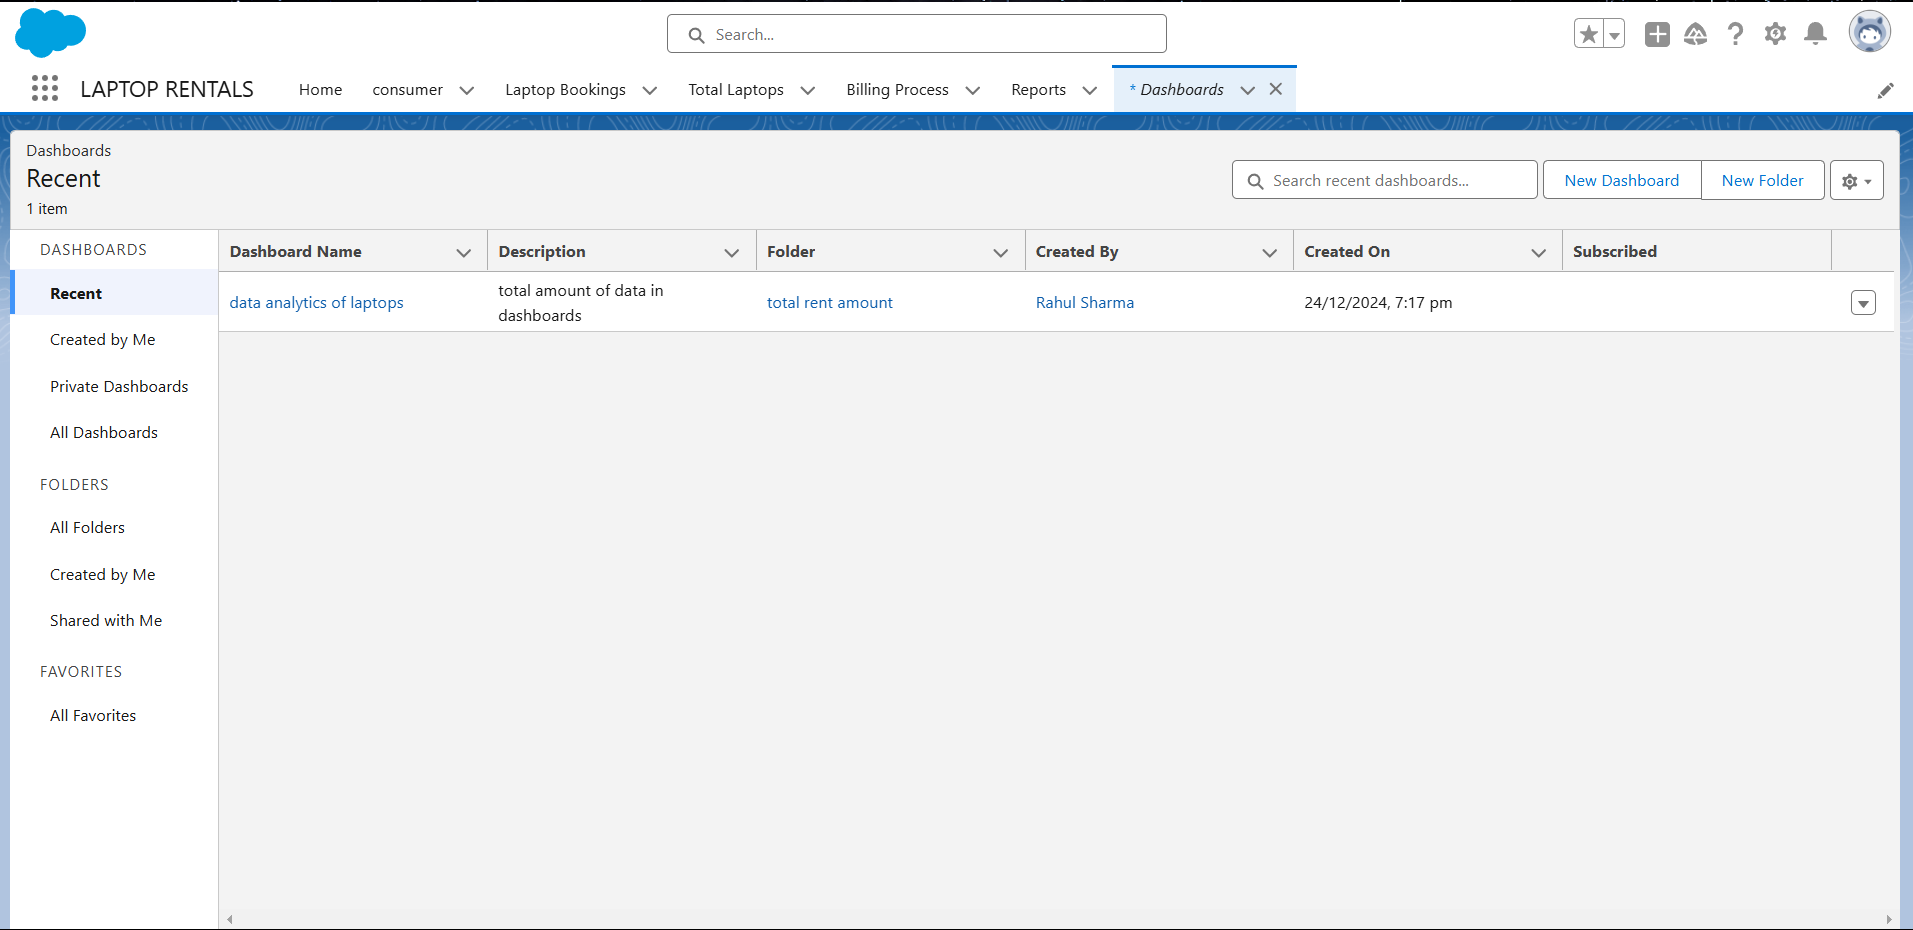 Search...
LAPTOP RENTALS
Home consumer Laptop Bookings Total Laptops Billing Process Reports * Dashboards
Dashboards
Recent
1 item
Search recent dashboards...
New Dashboard
New Folder
DASHBOARDS
Recent
Created by Me
Private Dashboards
All Dashboards
FOLDERS
All Folders
Created by Me
Shared with Me
FAVORITES
All Favorites
Dashboard Name Description Folder Created By Created On Subscribed
data analytics of laptops
total amount of data in
dashboards
total rent amount
Rahul Sharma
24/12/2024, 7:17 pm